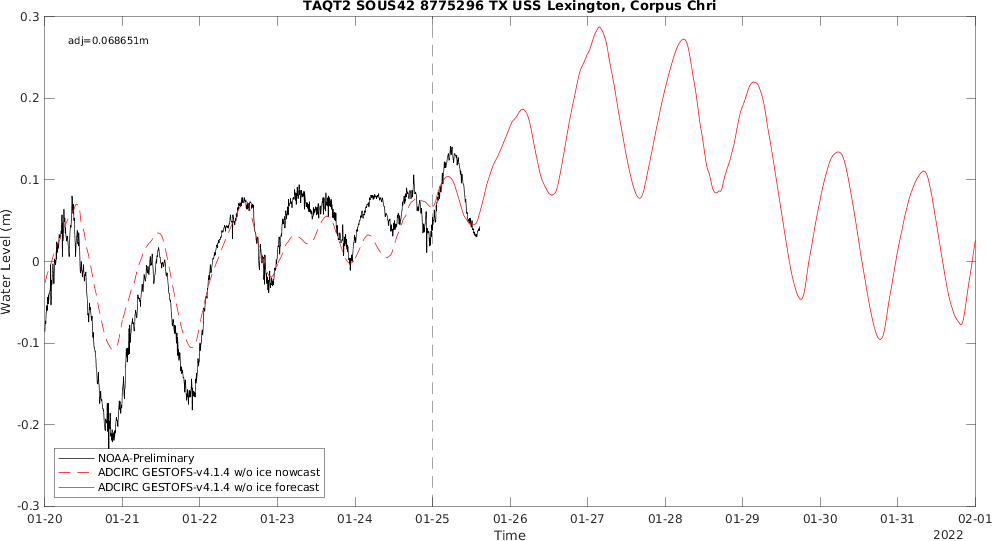 TAQT2 SOUS42 8775296 TX USS Lexington, Corpus Chri
adj=0.068651m
0.3
0.2
0.1
0
-0.1
-0.2
-0.3
Water Level (m)
NOAA-Preliminary
ADCIRC GESTOFS-v4.1.4 w/o ice nowcast
ADCIRC GESTOFS-v4.1.4 w/o ice forecast
01-20 01-21 01-22 01-23 01-24 01-25 01-26 01-27 01-28 01-29 01-30 01-31 02-01
Time
2022